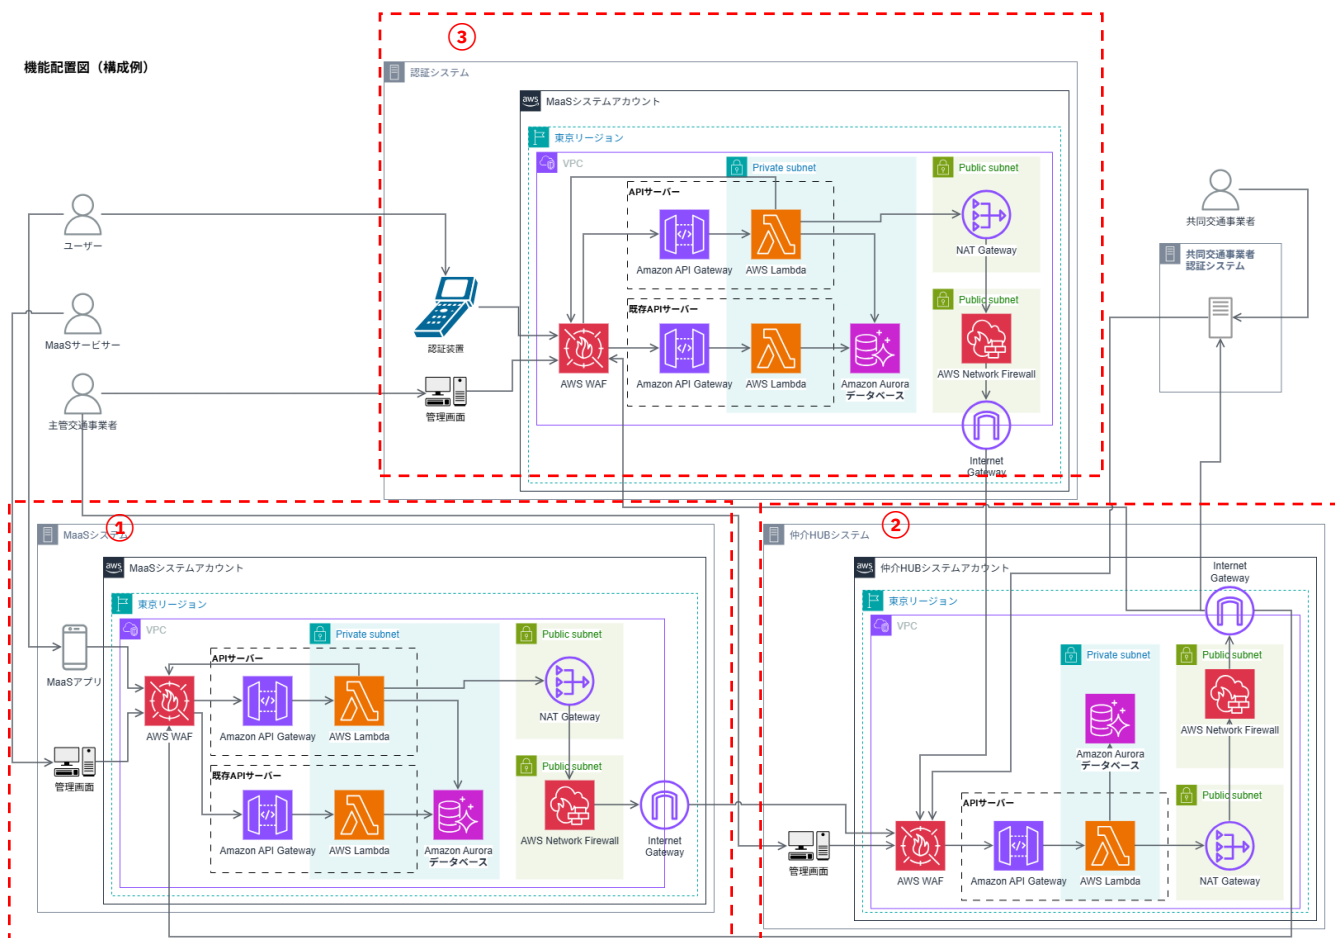 機能配置図（構成例）
③
認証システム
aws
MaaSシステムアカウント
東京リージョン
VPC
Private subnet
Public subnet
APIサーバー
Amazon API Gateway
AWS Lambda
NAT Gateway
Public subnet
既存APIサーバー
AWS WAF
Amazon API Gateway
AWS Lambda
Amazon Aurora
データベース
AWS Network Firewall
Internet
Gateway
ユーザー
MaaSサービサー
主管交通事業者
認証装置
管理画面
共同交通事業者
共同交通事業者
認証システム
①
MaaSシステム
aws
MaaSシステムアカウント
東京リージョン
VPC
Private subnet
Public subnet
MaaSアプリ
管理画面
APIサーバー
AWS WAF
Amazon API Gateway
AWS Lambda
NAT Gateway
Public subnet
既存APIサーバー
Amazon API Gateway
AWS Lambda
Amazon Aurora
データベース
AWS Network Firewall
Internet
Gateway
②
仲介HUBシステム
aws
仲介HUBシステムアカウント
Internet
Gateway
東京リージョン
VPC
Private subnet
Public subnet
Amazon Aurora
データベース
AWS Network Firewall
Public subnet
APIサーバー
管理画面
AWS WAF
Amazon API Gateway
AWS Lambda
NAT Gateway